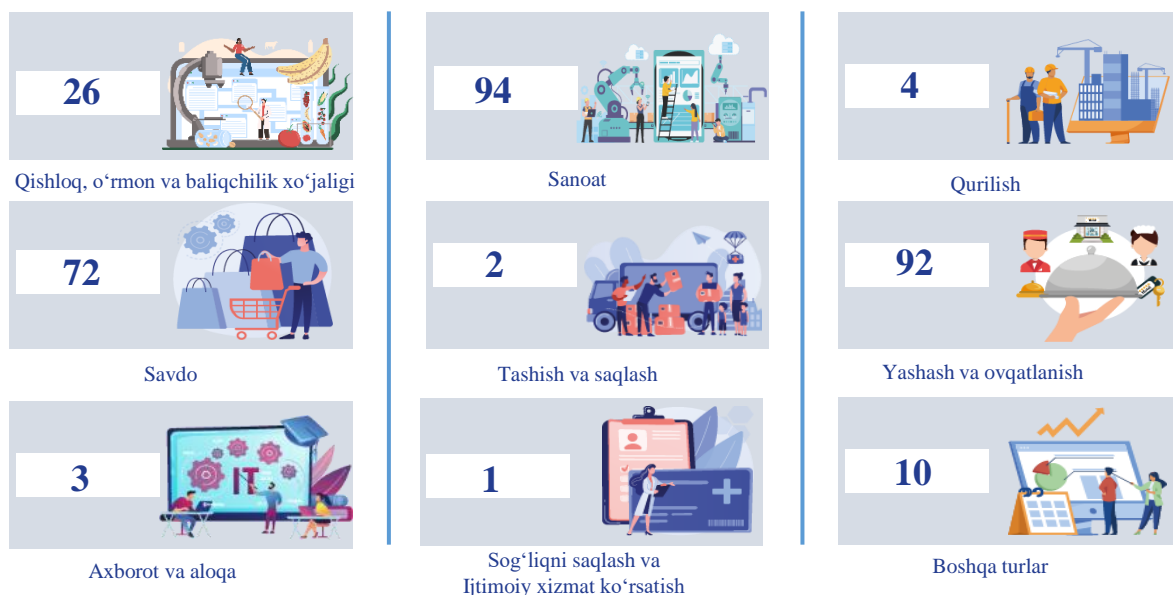 26
94
4
Qishloq, o‘rmon va baliqchilik xo‘jaligi
Sanoat
Qurilish
72
2
92
Savdo
Tashish va saqlash
Yashash va ovqatlanish
3
IT
1
10
Axborot va aloqa
Sog‘liqni saqlash va
Ijtimoiy xizmat ko‘rsatish
Boshqa turlar